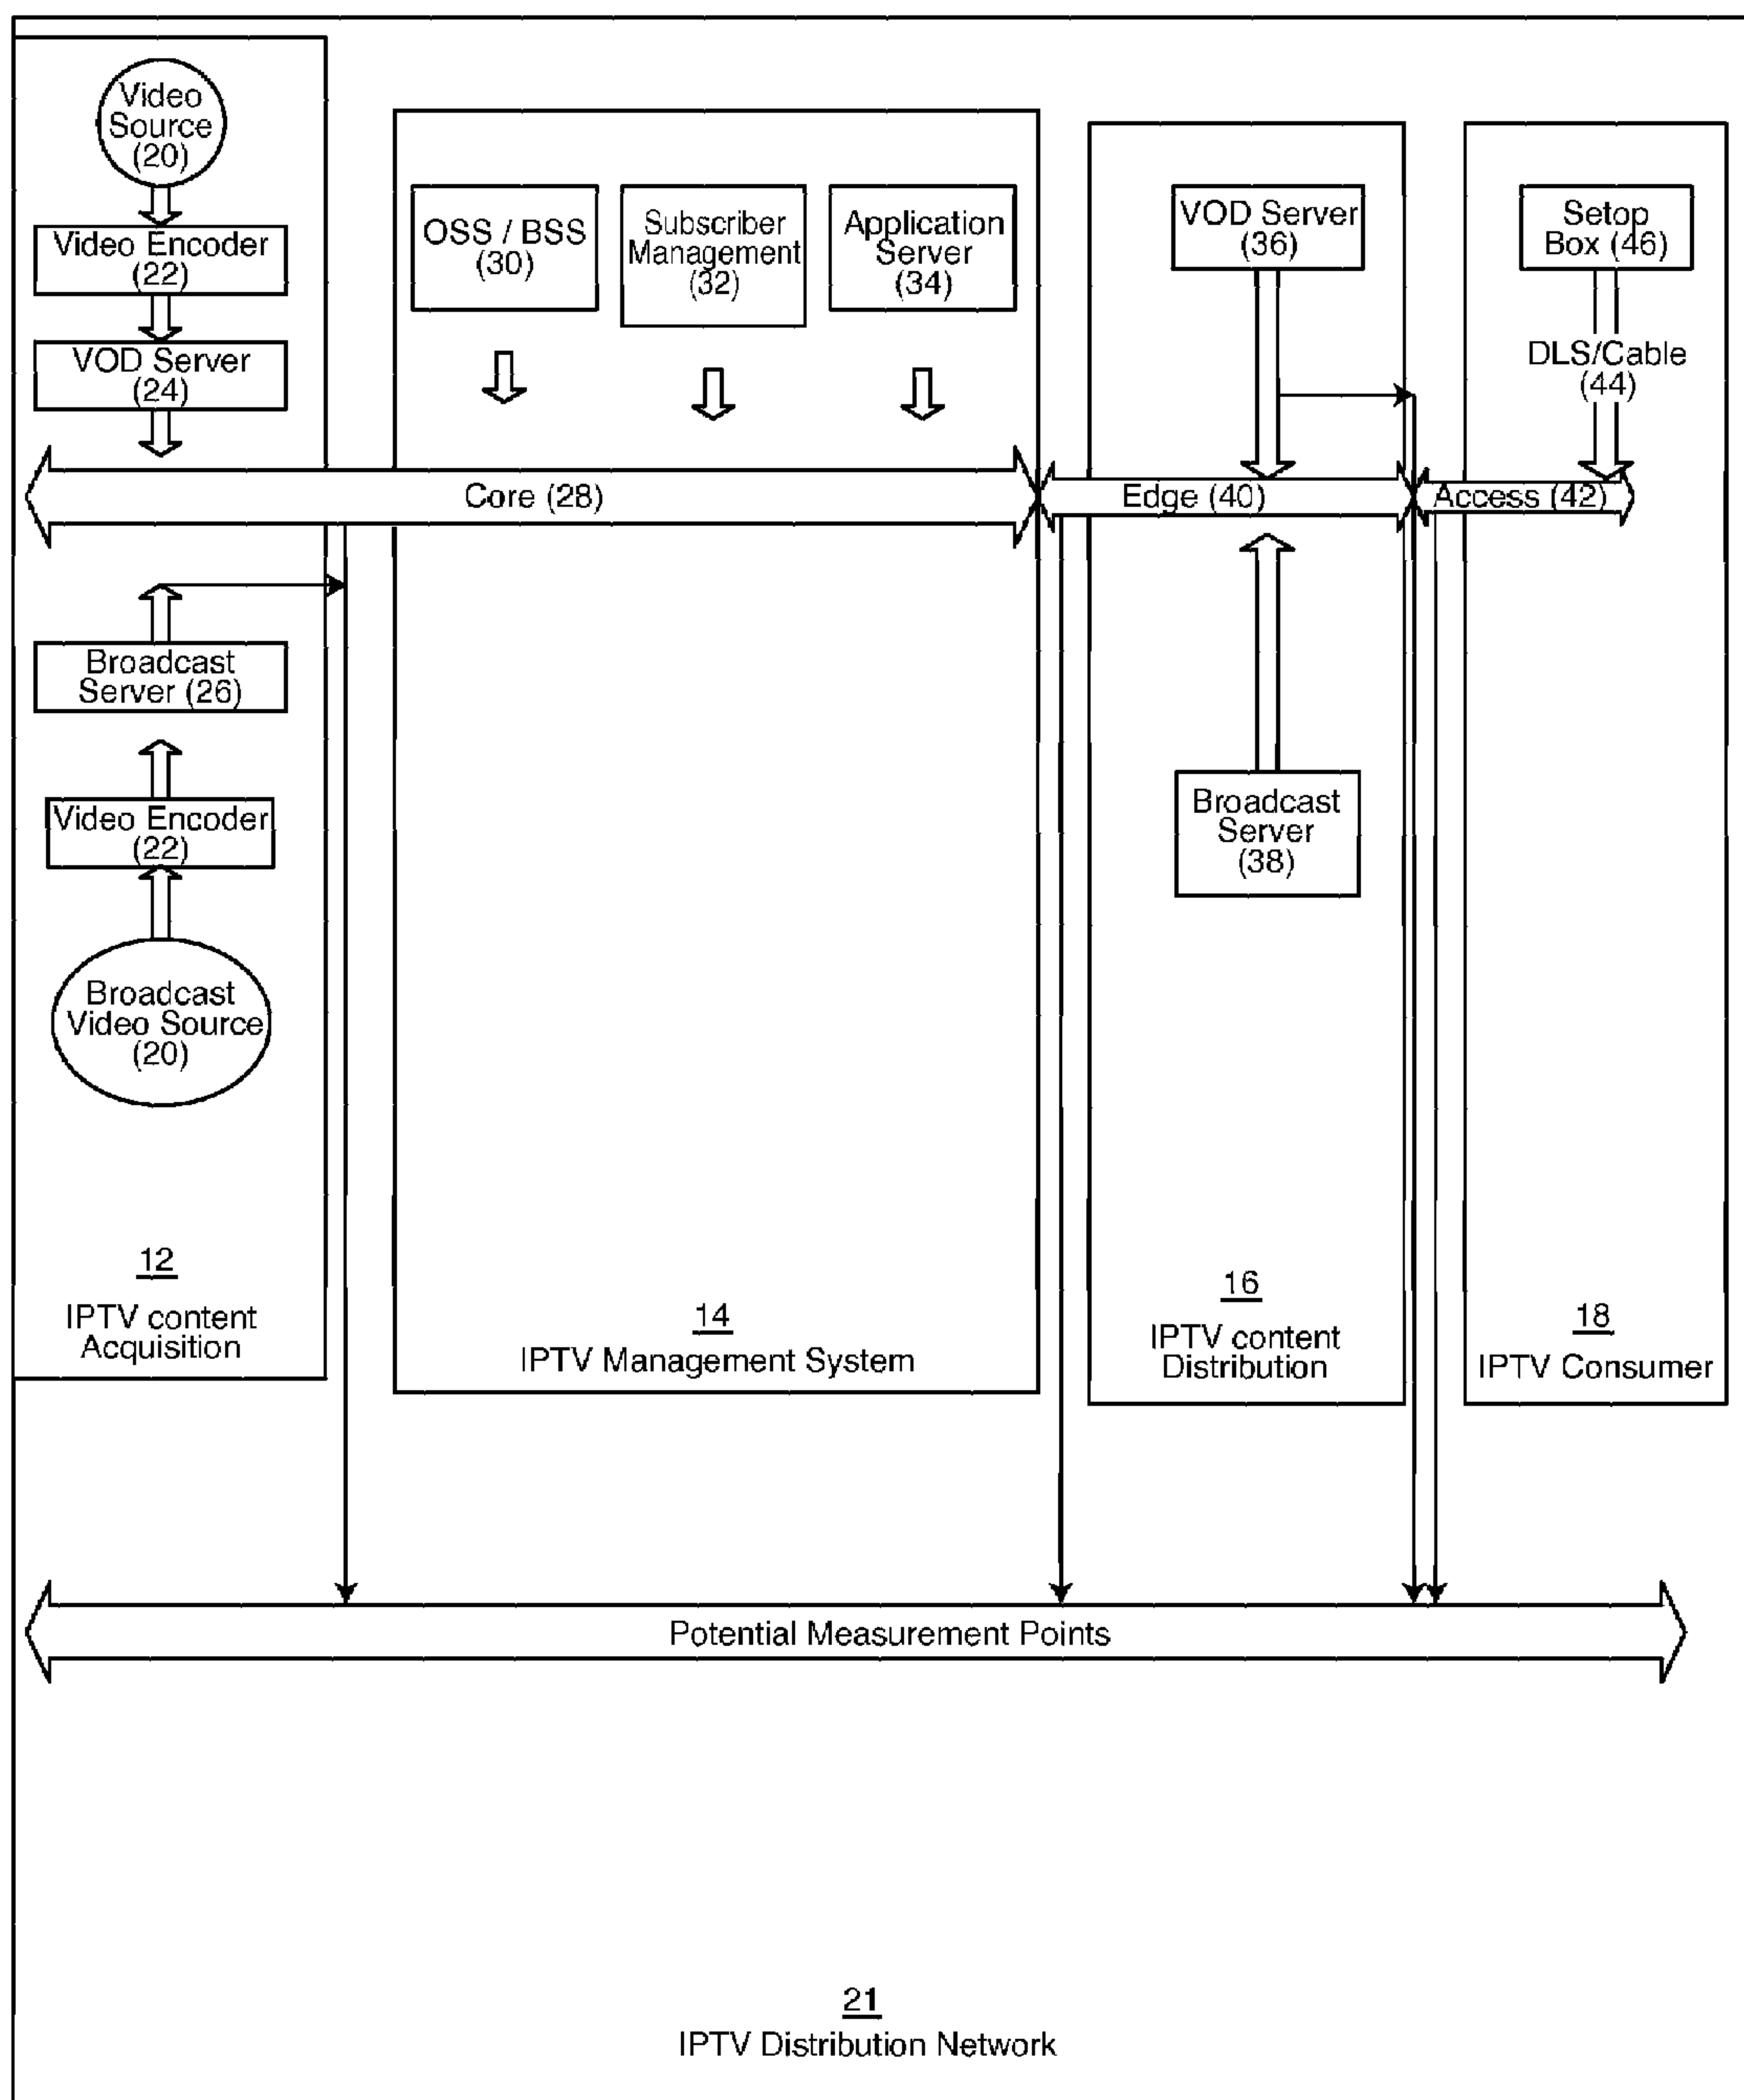 Video
Source
(20)
Video Encoder
(22)
VOD Server
(24)
OSS / BSS
(30)
Subscriber
Management
(32)
Application
Server
(34)
VOD Server
(36)
Setop
Box (46)
DLS/Cable
(44)
Core (28)
Edge (40)
Access (42)
Broadcast
Server (26)
Video Encoder
(22)
Broadcast
Video Source
(20)
Broadcast
Server
(38)
12
IPTV content
Acquisition
14
IPTV Management System
16
IPTV content
Distribution
18
IPTV Consumer
Potential Measurement Points
21
IPTV Distribution Network